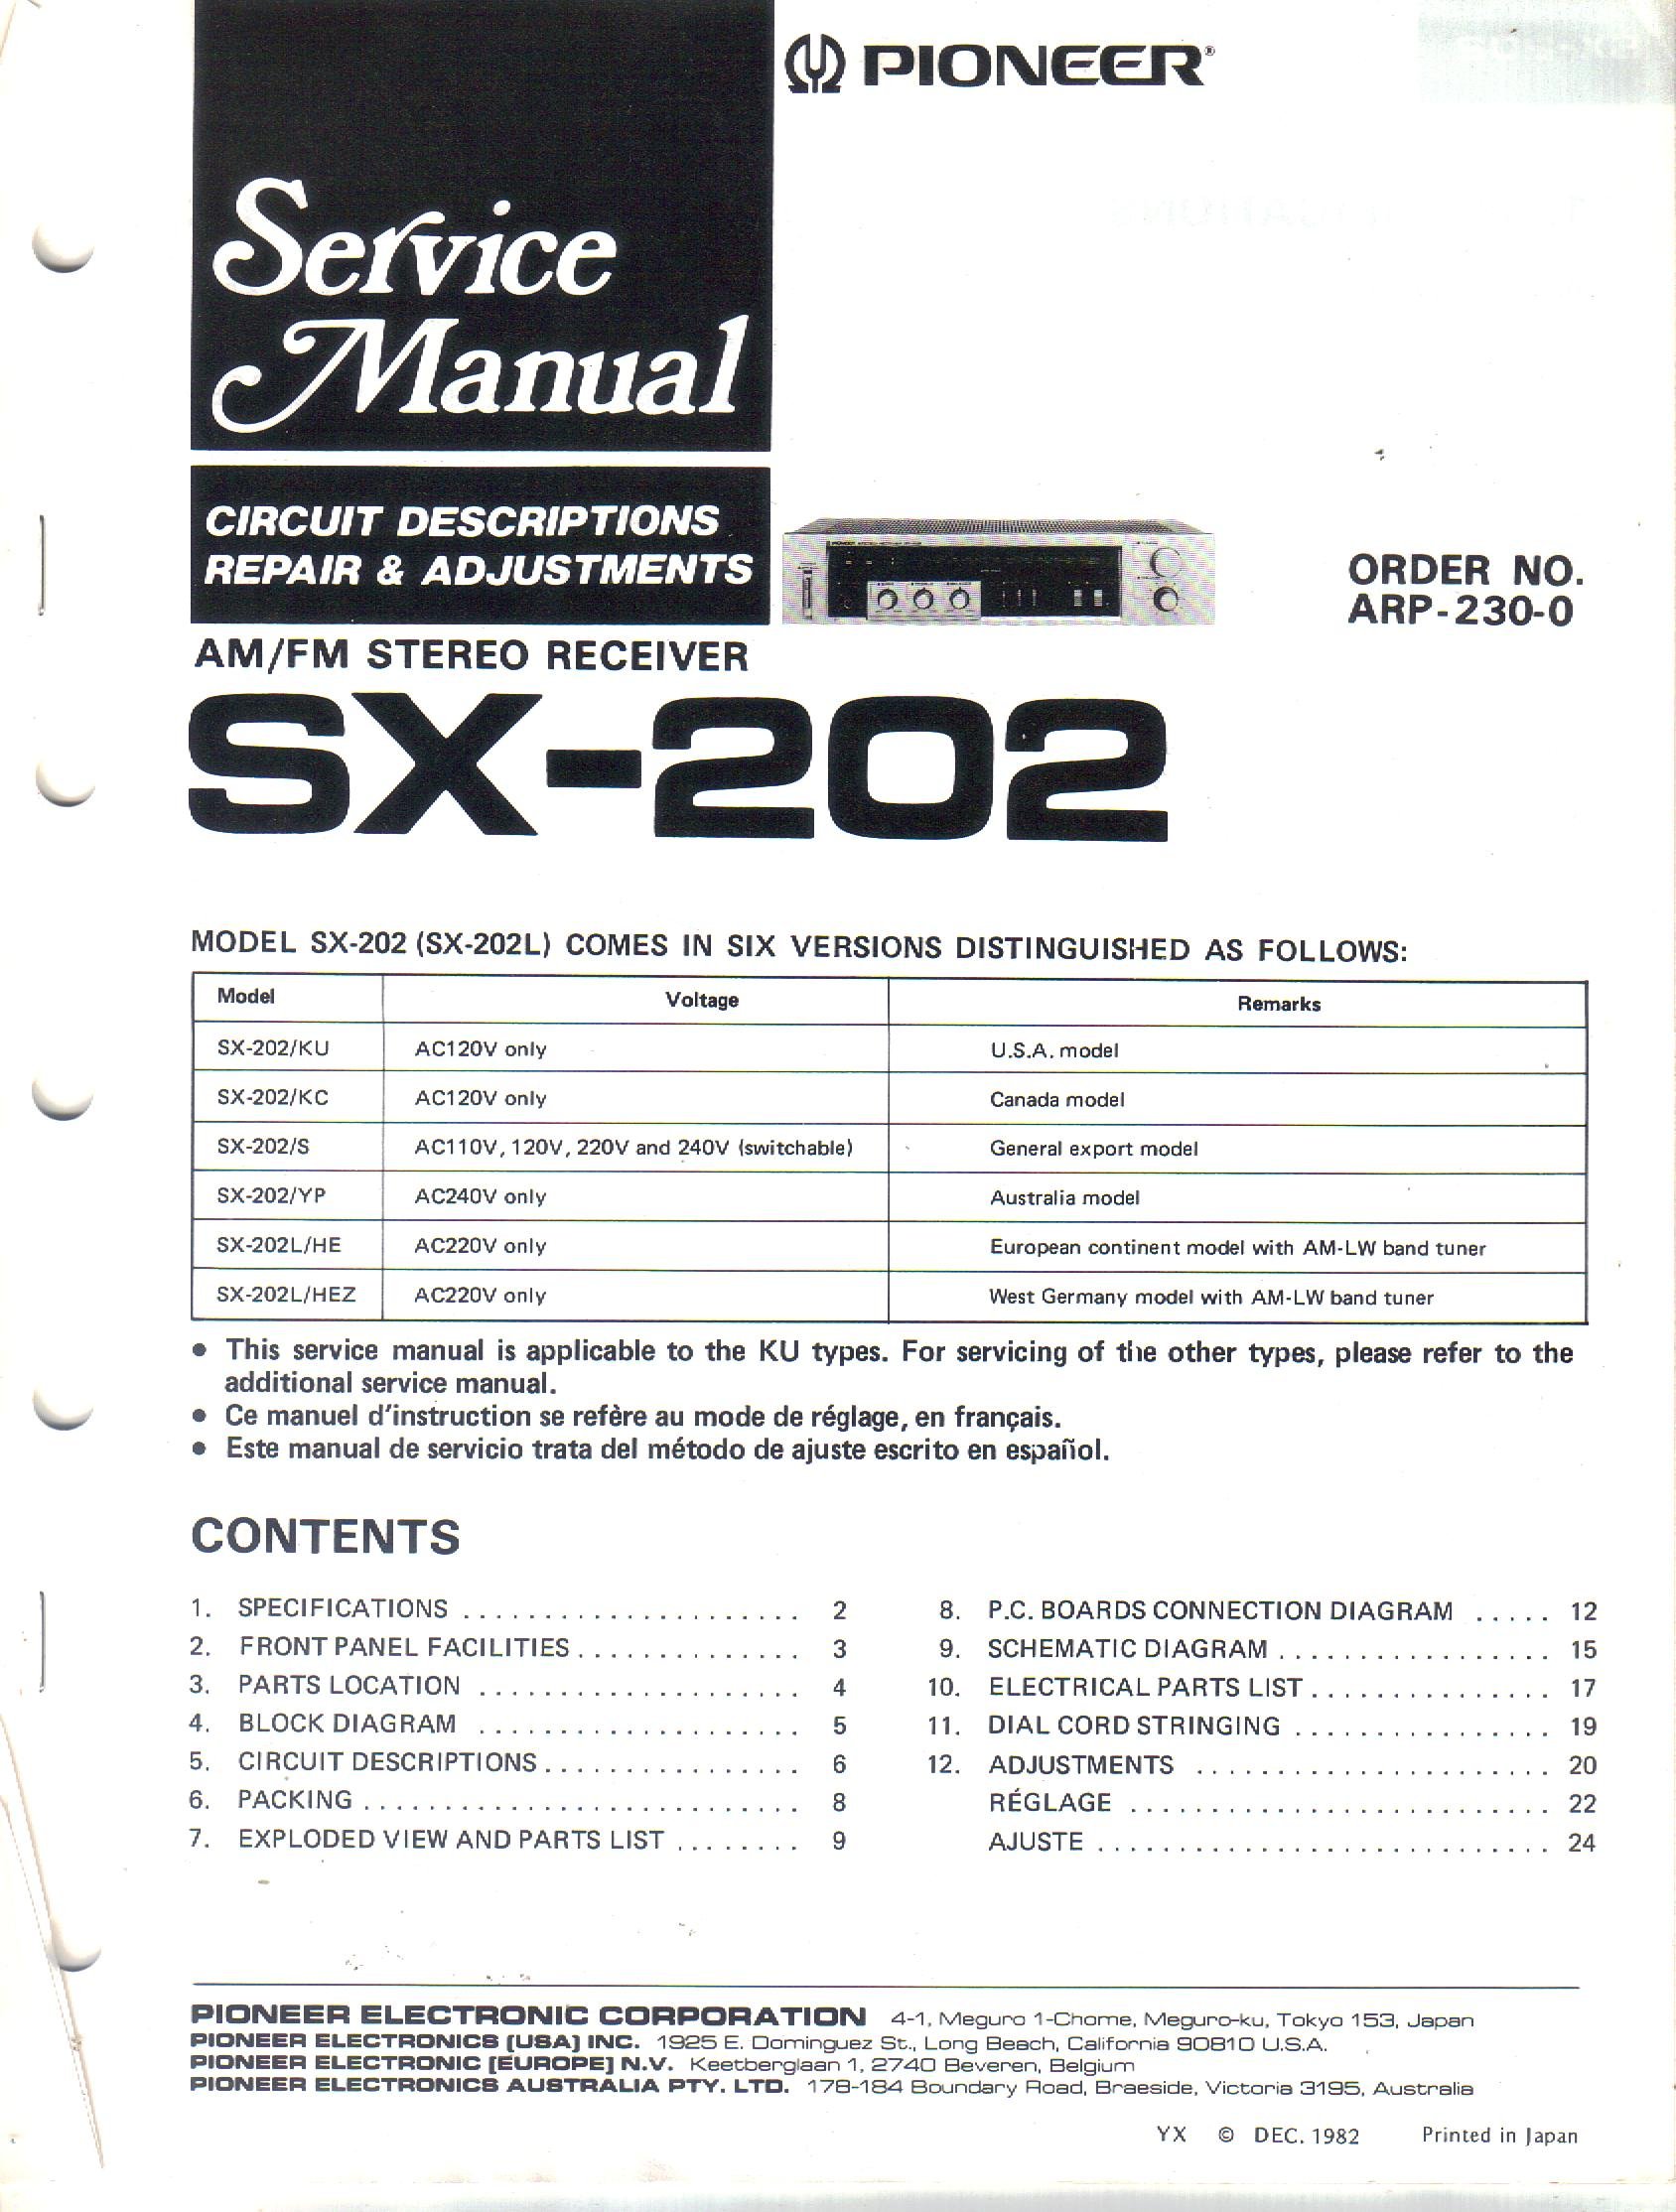 PIONEER®
Service
Manual
CIRCUIT DESCRIPTIONS
REPAIR & ADJUSTMENTS
ORDER NO.
ARP-230-0
AM/FM STEREO RECEIVER
SX-202
MODEL SX-202 (SX-202L) COMES IN SIX VERSIONS DISTINGUISHED AS FOLLOWS:
Model Voltage Remarks
SX-202/KU AC120V only U.S.A. model
SX-202/KC AC120V only Canada model
SX-202/S AC110V, 120V, 220V and 240V (switchable) General export model
SX-202/YP AC240V only Australia model
SX-202L/HE AC220V only European continent model with AM-LW band tuner
SX-202L/HEZ AC220V only West Germany model with AM-LW band tuner
● This service manual is applicable to the KU types. For servicing of the other types, please refer to the
additional service manual.
● Ce manuel d'instruction se refère au mode de réglage, en français.
● Este manual de servicio trata del método de ajuste escrito en español.
CONTENTS
1. SPECIFICATIONS ..................... 2
2. FRONT PANEL FACILITIES .............. 3
3. PARTS LOCATION .................... 4
4. BLOCK DIAGRAM .................... 5
5. CIRCUIT DESCRIPTIONS ................ 6
6. PACKING ........................... 8
7. EXPLODED VIEW AND PARTS LIST ........ 9
8. P.C. BOARDS CONNECTION DIAGRAM ..... 12
9. SCHEMATIC DIAGRAM ................. 15
10. ELECTRICAL PARTS LIST ............... 17
11. DIAL CORD STRINGING ................ 19
12. ADJUSTMENTS ...................... 20
RÉGLAGE .......................... 22
AJUSTE ............................ 24
PIONEER ELECTRONIC CORPORATION 4-1, Meguro 1-Chome, Meguro-ku, Tokyo 153, Japan
PIONEER ELECTRONICS [USA] INC. 1925 E. Dominguez St., Long Beach, California 90810 U.S.A.
PIONEER ELECTRONIC [EUROPE] N.V. Keetberglaan 1, 2740 Beveren, Belgium
PIONEER ELECTRONICS AUSTRALIA PTY. LTD. 178-184 Boundary Road, Braeside, Victoria 3195, Australia
YX © DEC. 1982 Printed in Japan